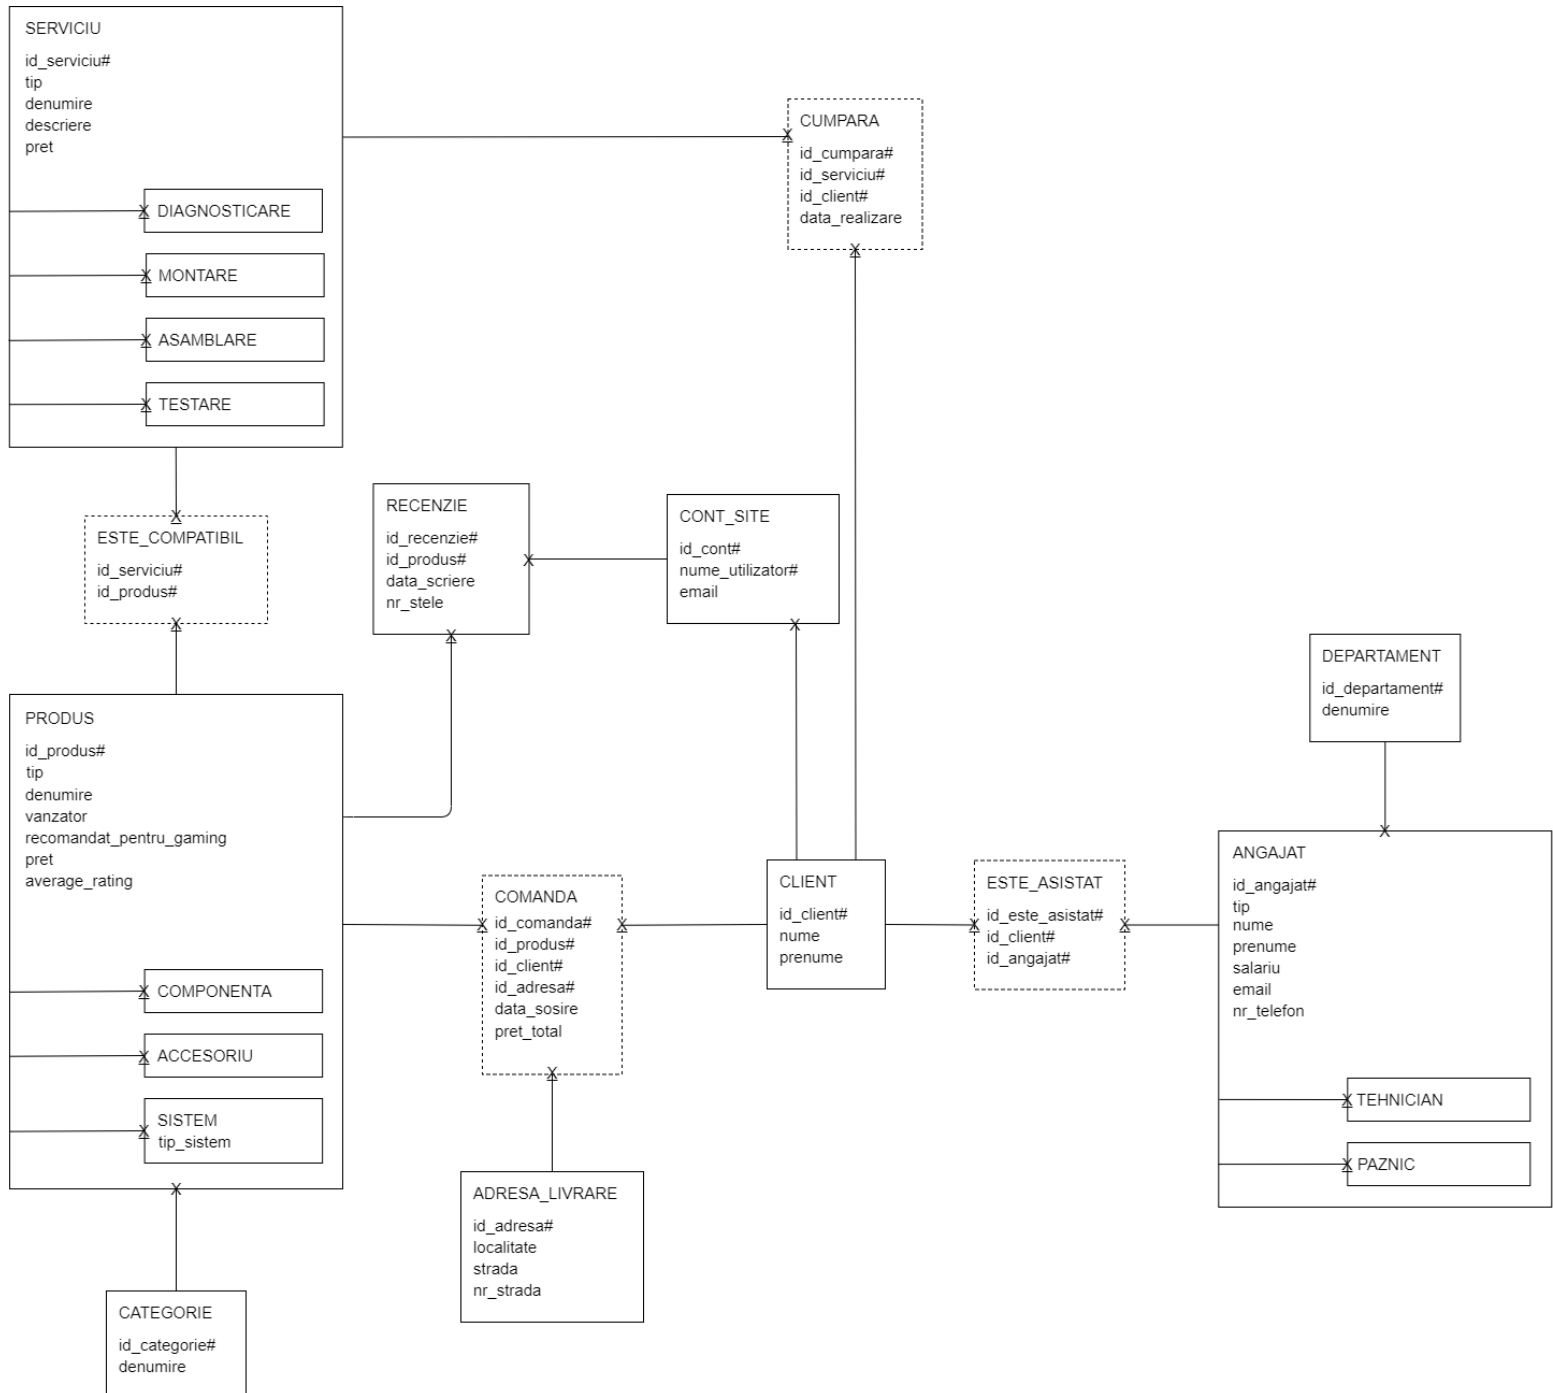 SERVICIU
id_serviciu#
tip
denumire
descriere
pret
DIAGNOSTICARE
MONTARE
ASAMBLARE
TESTARE
CUMPARA
id_cumpara#
id_serviciu#
id_client#
data_realizare
ESTE_COMPATIBIL
id_serviciu#
id_produs#
RECENZIE
id_recenzie#
id_produs#
data_scriere
nr_stele
CONT_SITE
id_cont#
nume_utilizator#
email
DEPARTAMENT
id_departament#
denumire
PRODUS
id_produs#
tip
denumire
vanzator
recomandat_pentru_gaming
pret
average_rating
COMPONENTA
ACCESORIU
SISTEM
tip_sistem
COMANDA
id_comanda#
id_produs#
id_client#
id_adresa#
data_sosire
pret_total
CLIENT
id_client#
nume
prenume
ESTE_ASISTAT
id_este_asistat#
id_client#
id_angajat#
ANGAJAT
id_angajat#
tip
nume
prenume
salariu
email
nr_telefon
TEHNICIAN
PAZNIC
ADRESA_LIVRARE
id_adresa#
localitate
strada
nr_strada
CATEGORIE
id_categorie#
denumire